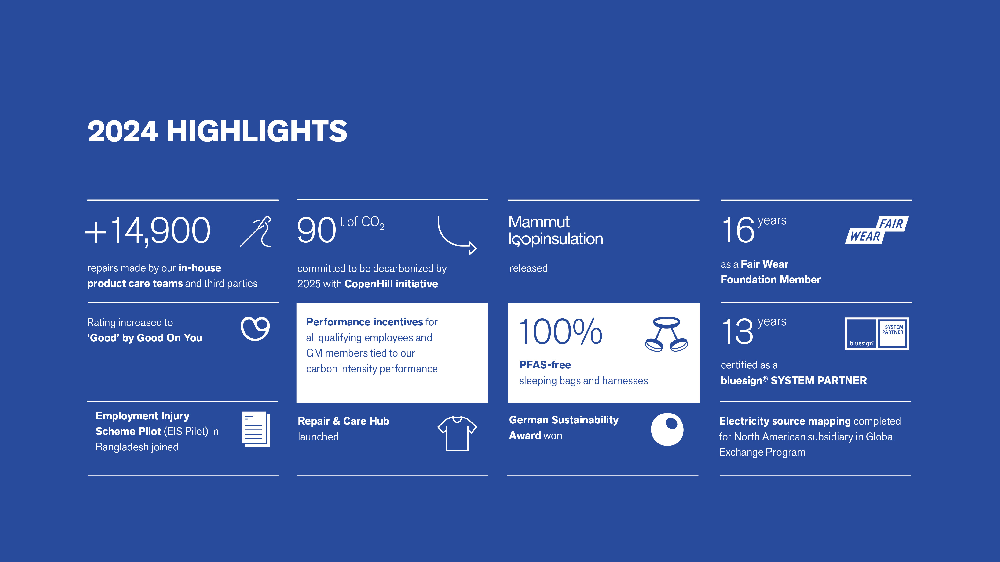 2024 HIGHLIGHTS
+14,900
repairs made by our in-house
product care teams and third parties
90 t of CO₂
committed to be decarbonized by
2025 with CopenHill initiative
Mammut
loopinsulation
released
16 years
FAIR
WEAR
as a Fair Wear
Foundation Member
Rating increased to
‘Good’ by Good On You
Performance incentives for
all qualifying employees and
GM members tied to our
carbon intensity performance
100%
PFAS-free
sleeping bags and harnesses
13 years
SYSTEM
PARTNER
bluesign®
certified as a
bluesign® SYSTEM PARTNER
Employment Injury
Scheme Pilot (EIS Pilot) in
Bangladesh joined
Repair & Care Hub
launched
German Sustainability
Award won
Electricity source mapping completed
for North American subsidiary in Global
Exchange Program